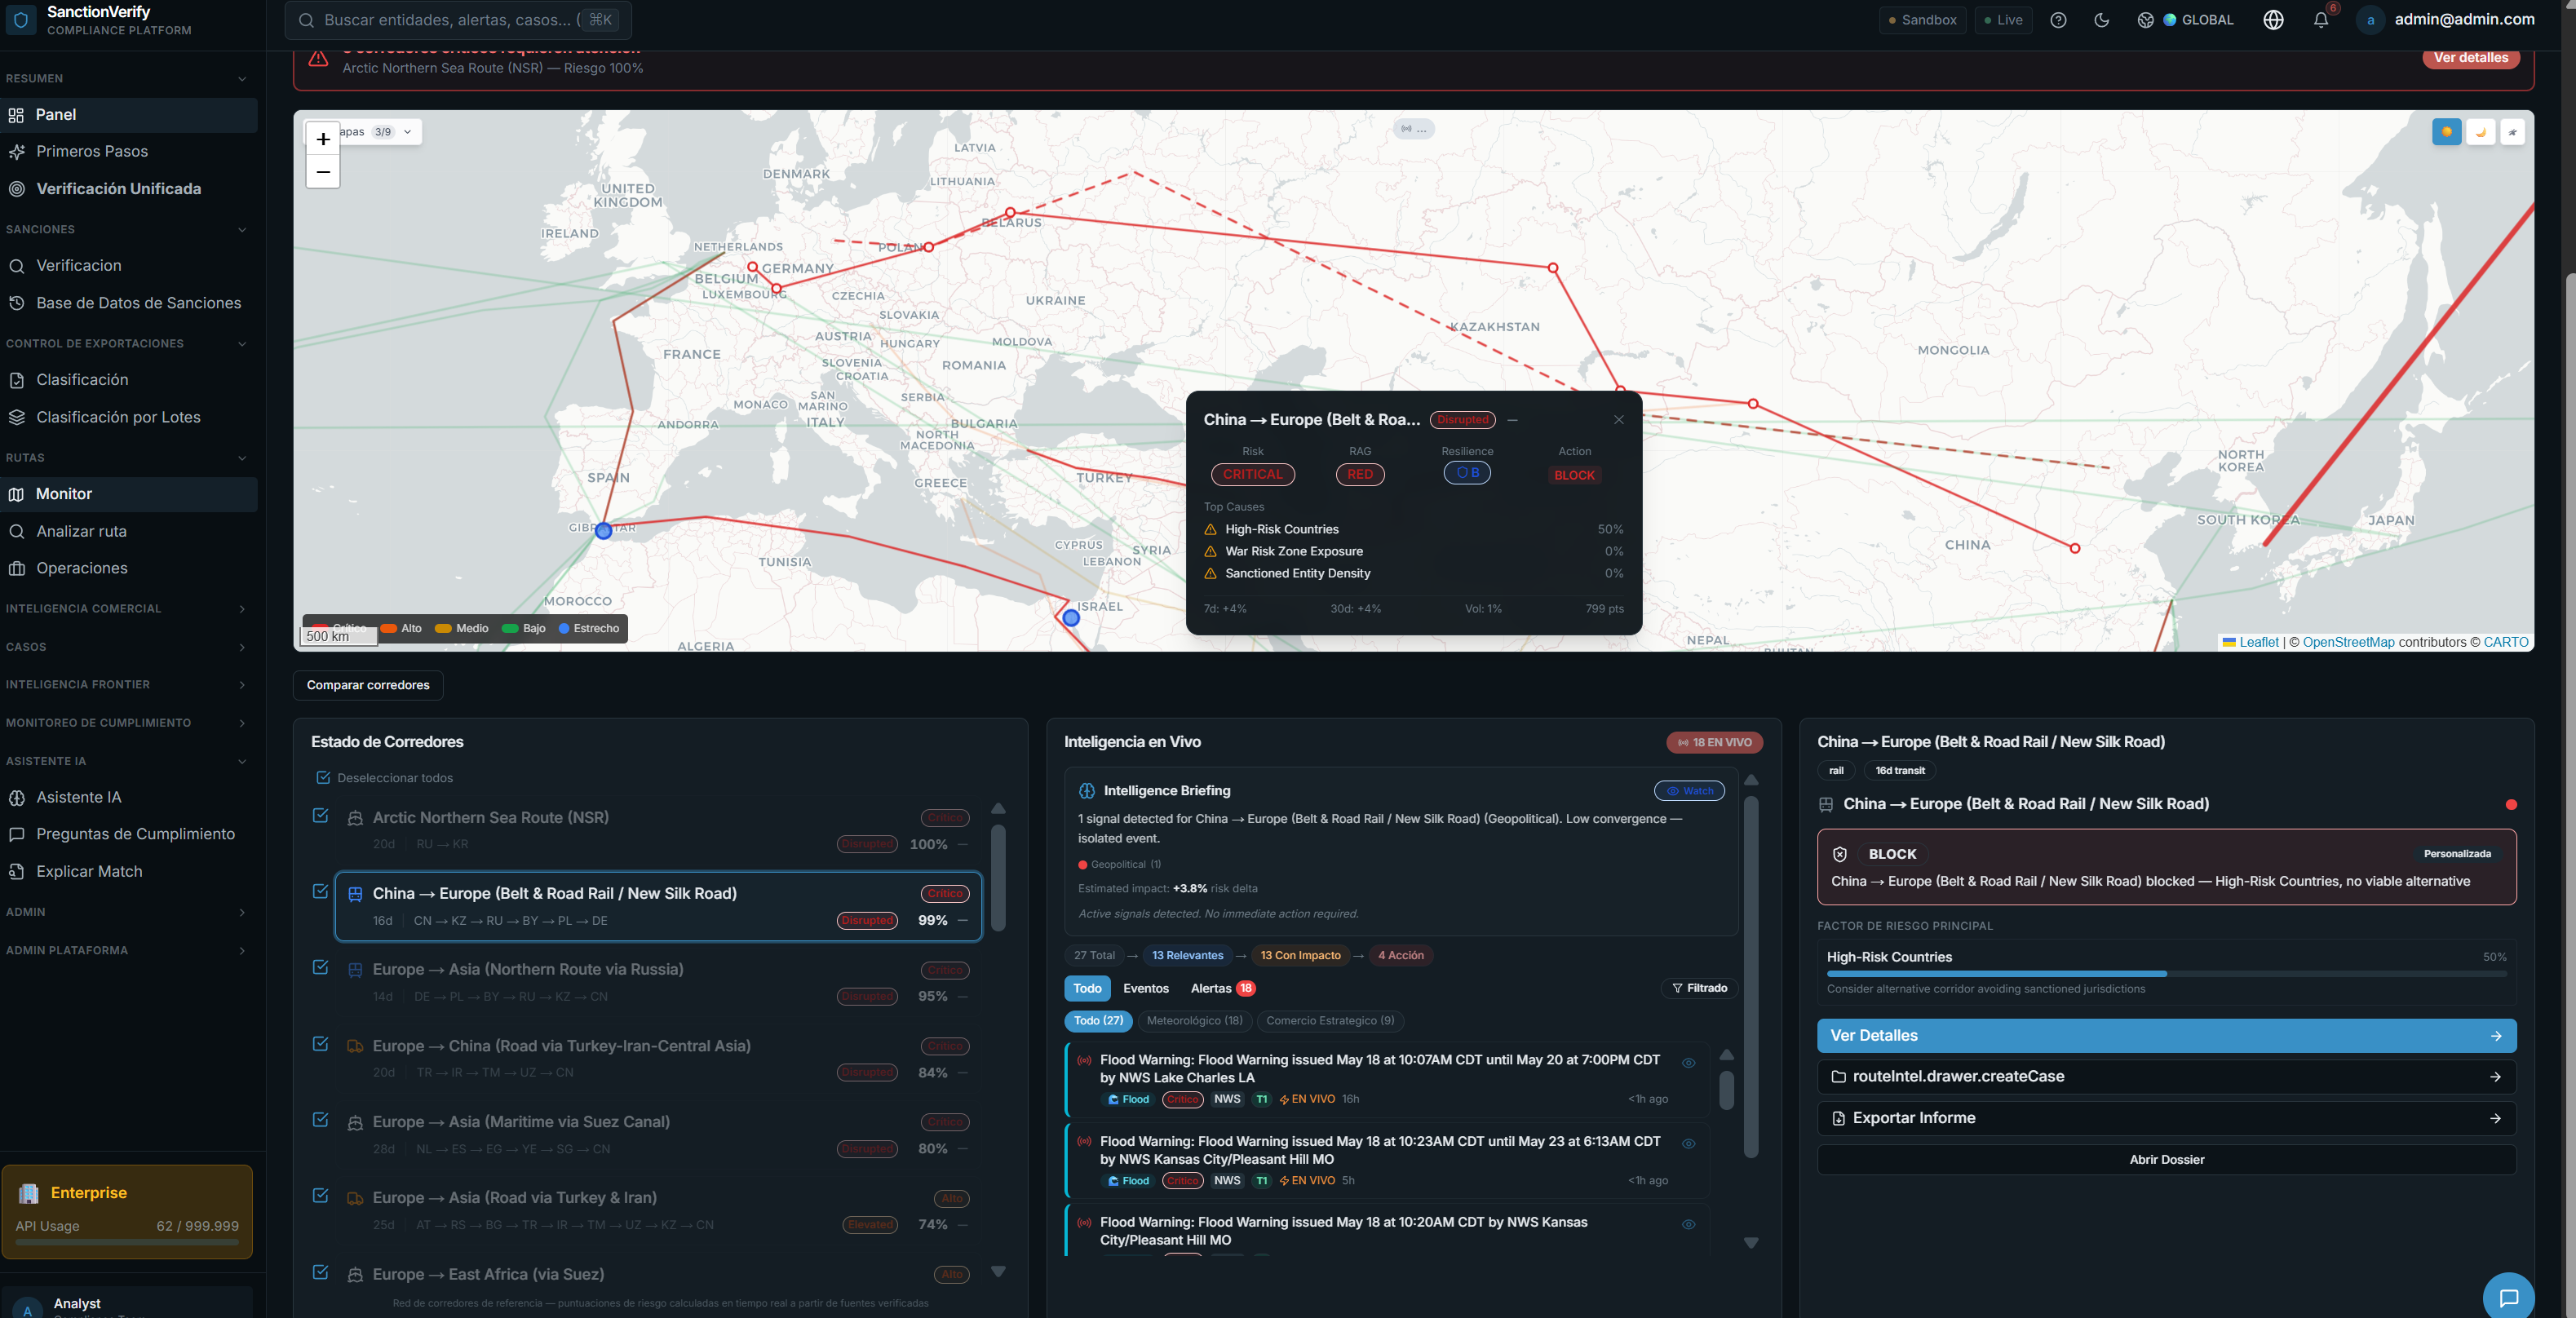 SanctionVerify
COMPLIANCE PLATFORM
Buscar entidades, alertas, casos... (
⌘K
Sandbox
Live
GLOBAL
6
a
admin@admin.com
RESUMEN
Panel
Primeros Pasos
Verificación Unificada
SANCIONES
Verificacion
Base de Datos de Sanciones
CONTROL DE EXPORTACIONES
Clasificación
Clasificación por Lotes
RUTAS
Monitor
Analizar ruta
Operaciones
INTELIGENCIA COMERCIAL
CASOS
INTELIGENCIA FRONTIER
MONITOREO DE CUMPLIMIENTO
ASISTENTE IA
Asistente IA
Preguntas de Cumplimiento
Explicar Match
ADMIN
ADMIN PLATAFORMA
Enterprise
API Usage 62 / 999.999
A
Analyst
Arctic Northern Sea Route (NSR) — Riesgo 100%
Ver detalles
+
−
apas 3/9
...
LATVIA
DENMARK
LITHUANIA
UNITED KINGDOM
IRELAND
BELARUS
NETHERLANDS
POLAN
GERMANY
BELGIUM
LUXEMBOURG
CZECHIA
UKRAINE
SLOVAKIA
AUSTRIA
HUNGARY
MOLDOVA
FRANCE
SLOVENIA
CROATIA
ROMANIA
KAZAKHSTAN
MONGOLIA
MONACO
SAN MARINO
SERBIA
ITALY
ANDORRA
BULGARIA
NORTH MACEDONIA
SPAIN
GREECE
TURKEY
NORTH KOREA
SOUTH KOREA
JAPAN
CYPRUS
SYRIA
LEBANON
TUNISIA
CHINA
MOROCCO
ISRAEL
ALGERIA
NEPAL
China → Europe (Belt & Roa... Disrupted —
Risk RAG Resilience Action
CRITICAL RED B BLOCK
Top Causes
High-Risk Countries 50%
War Risk Zone Exposure 0%
Sanctioned Entity Density 0%
7d: +4% 30d: +4% Vol: 1% 799 pts
Crítico Alto Medio Bajo Estrecho
500 km
Leaflet | © OpenStreetMap contributors © CARTO
Comparar corredores
Estado de Corredores
Deseleccionar todos
Arctic Northern Sea Route (NSR) Crítico
20d | RU → KR Disrupted 100% —
China → Europe (Belt & Road Rail / New Silk Road) Crítico
16d | CN → KZ → RU → BY → PL → DE Disrupted 99% —
Europe → Asia (Northern Route via Russia) Crítico
14d | DE → PL → BY → RU → KZ → CN Disrupted 95% —
Europe → China (Road via Turkey-Iran-Central Asia) Crítico
20d | TR → IR → TM → UZ → CN Disrupted 84% —
Europe → Asia (Maritime via Suez Canal) Crítico
28d | NL → ES → EG → YE → SG → CN Disrupted 80% —
Europe → Asia (Road via Turkey & Iran) Alto
25d | AT → RS → BG → TR → IR → TM → UZ → KZ → CN Elevated 74% —
Europe → East Africa (via Suez) Alto
Red de corredores de referencia — puntuaciones de riesgo calculadas en tiempo real a partir de fuentes verificadas
Inteligencia en Vivo
18 EN VIVO
Intelligence Briefing
Watch
1 signal detected for China → Europe (Belt & Road Rail / New Silk Road) (Geopolitical). Low convergence —
isolated event.
Geopolitical (1)
Estimated impact: +3.8% risk delta
Active signals detected. No immediate action required.
27 Total → 13 Relevantes → 13 Con Impacto → 4 Acción
Todo Eventos Alertas 18 Filtrado
Todo (27) Meteorológico (18) Comercio Estrategico (9)
Flood Warning: Flood Warning issued May 18 at 10:07AM CDT until May 20 at 7:00PM CDT
by NWS Lake Charles LA
Flood Crítico NWS T1 EN VIVO 16h <1h ago
Flood Warning: Flood Warning issued May 18 at 10:23AM CDT until May 23 at 6:13AM CDT
by NWS Kansas City/Pleasant Hill MO
Flood Crítico NWS T1 EN VIVO 5h <1h ago
Flood Warning: Flood Warning issued May 18 at 10:20AM CDT by NWS Kansas
City/Pleasant Hill MO
China → Europe (Belt & Road Rail / New Silk Road)
rail 16d transit
China → Europe (Belt & Road Rail / New Silk Road)
BLOCK
Personalizada
China → Europe (Belt & Road Rail / New Silk Road) blocked — High-Risk Countries, no viable alternative
FACTOR DE RIESGO PRINCIPAL
High-Risk Countries 50%
Consider alternative corridor avoiding sanctioned jurisdictions
Ver Detalles →
routeIntel.drawer.createCase →
Exportar Informe →
Abrir Dossier